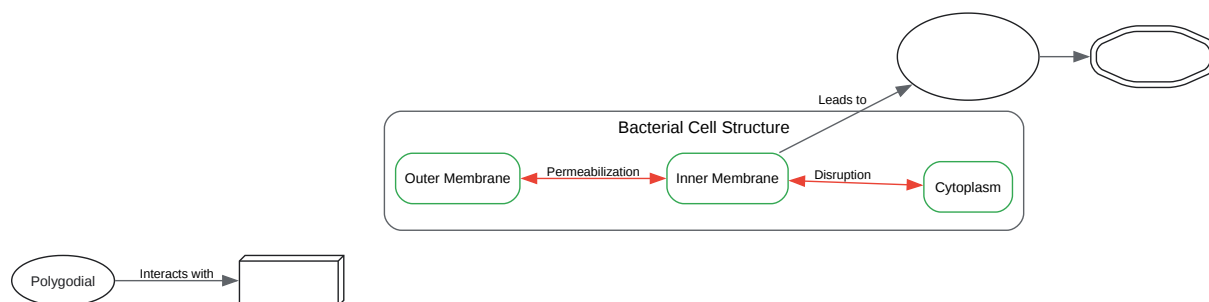 Leads to
Bacterial Cell Structure
Outer Membrane
Permeabilization
Inner Membrane
Disruption
Cytoplasm
Polygodial
Interacts with